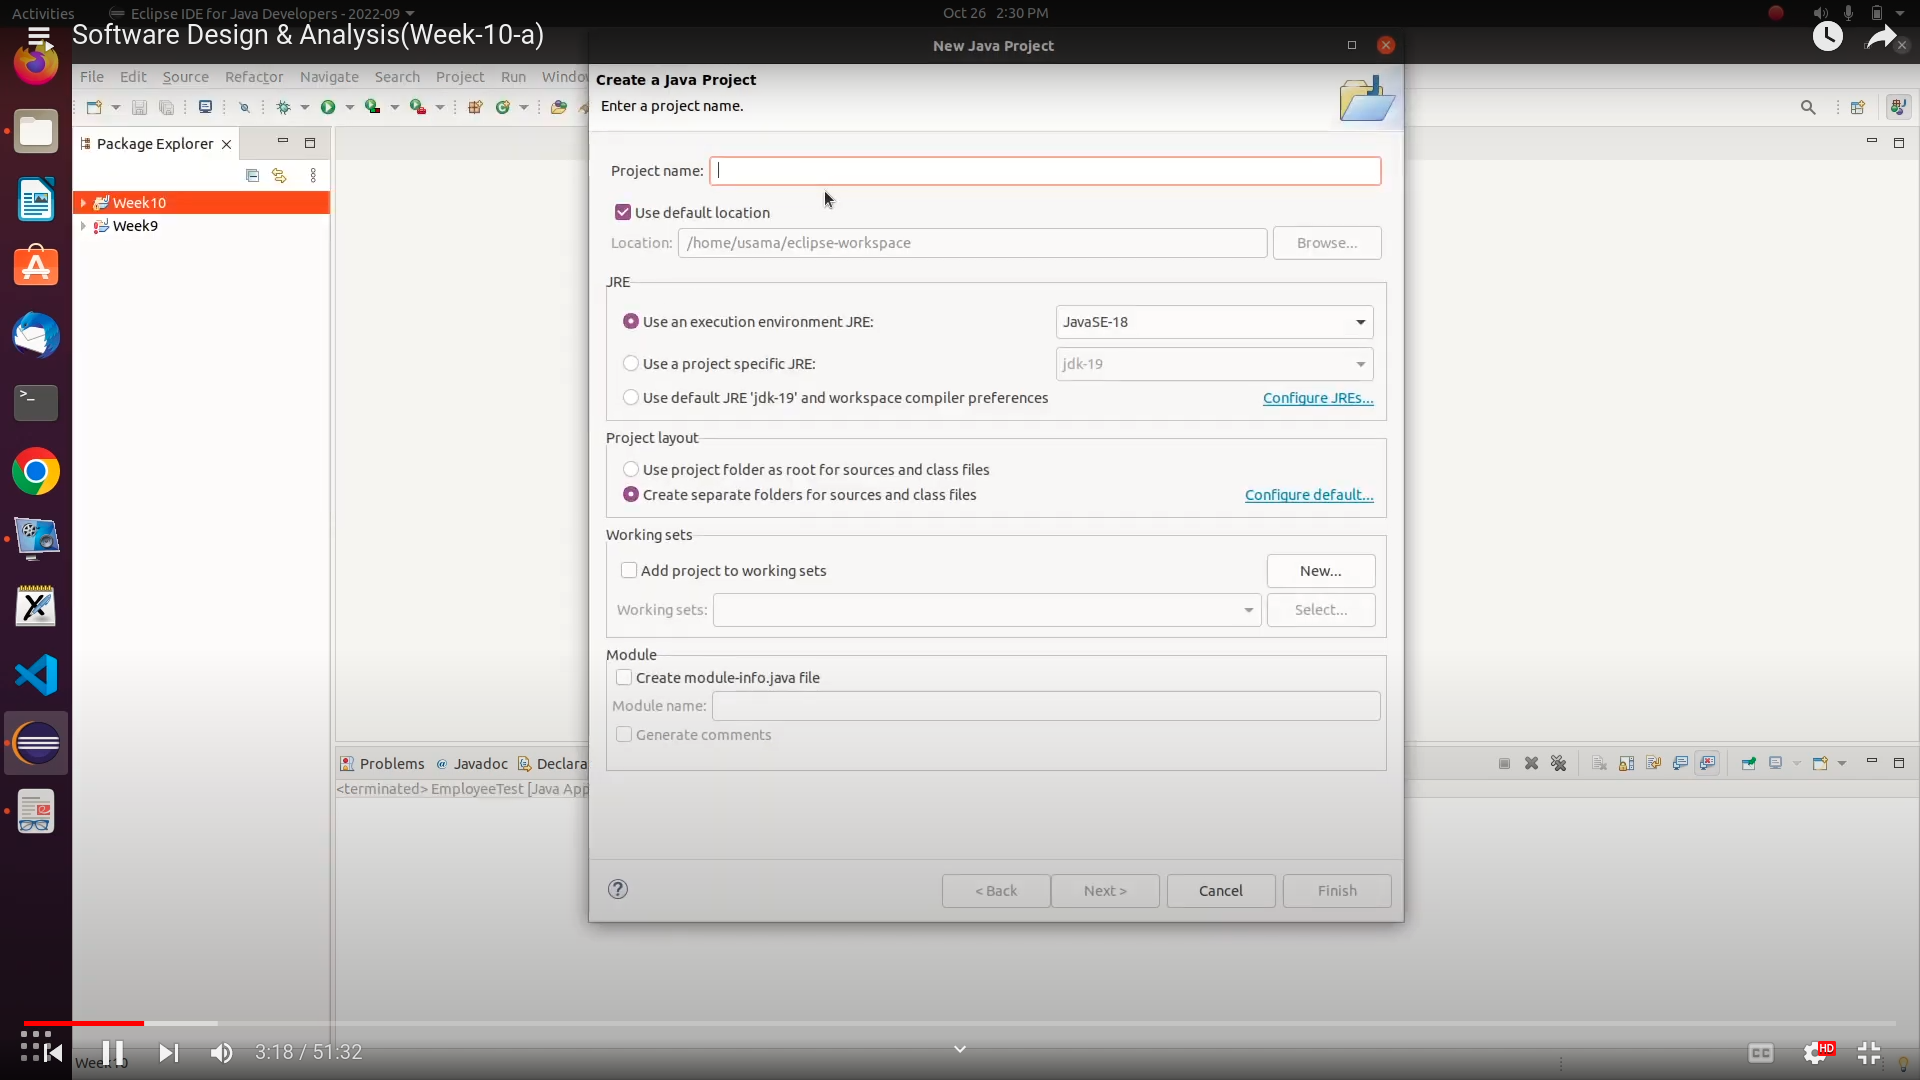 Activities
Eclipse IDE for Java Developers - 2022-09
Oct 26 2:30 PM
Software Design & Analysis(Week-10-a)
New Java Project
File Edit Source Refactor Navigate Search Project Run Window
Create a Java Project
Enter a project name.
Package Explorer
Project name:
Week10
Week9
Use default location
Location: /home/usama/eclipse-workspace Browse...
JRE
Use an execution environment JRE: JavaSE-18
Use a project specific JRE: jdk-19
Use default JRE 'jdk-19' and workspace compiler preferences Configure JREs...
Project layout
Use project folder as root for sources and class files
Create separate folders for sources and class files Configure default...
Working sets
Add project to working sets New...
Working sets: Select...
Module
Create module-info.java file
Module name:
Generate comments
Problems @ Javadoc Declara
<terminated> EmployeeTest [Java App
< Back Next > Cancel Finish
3:18 / 51:32
CC
HD
Week10